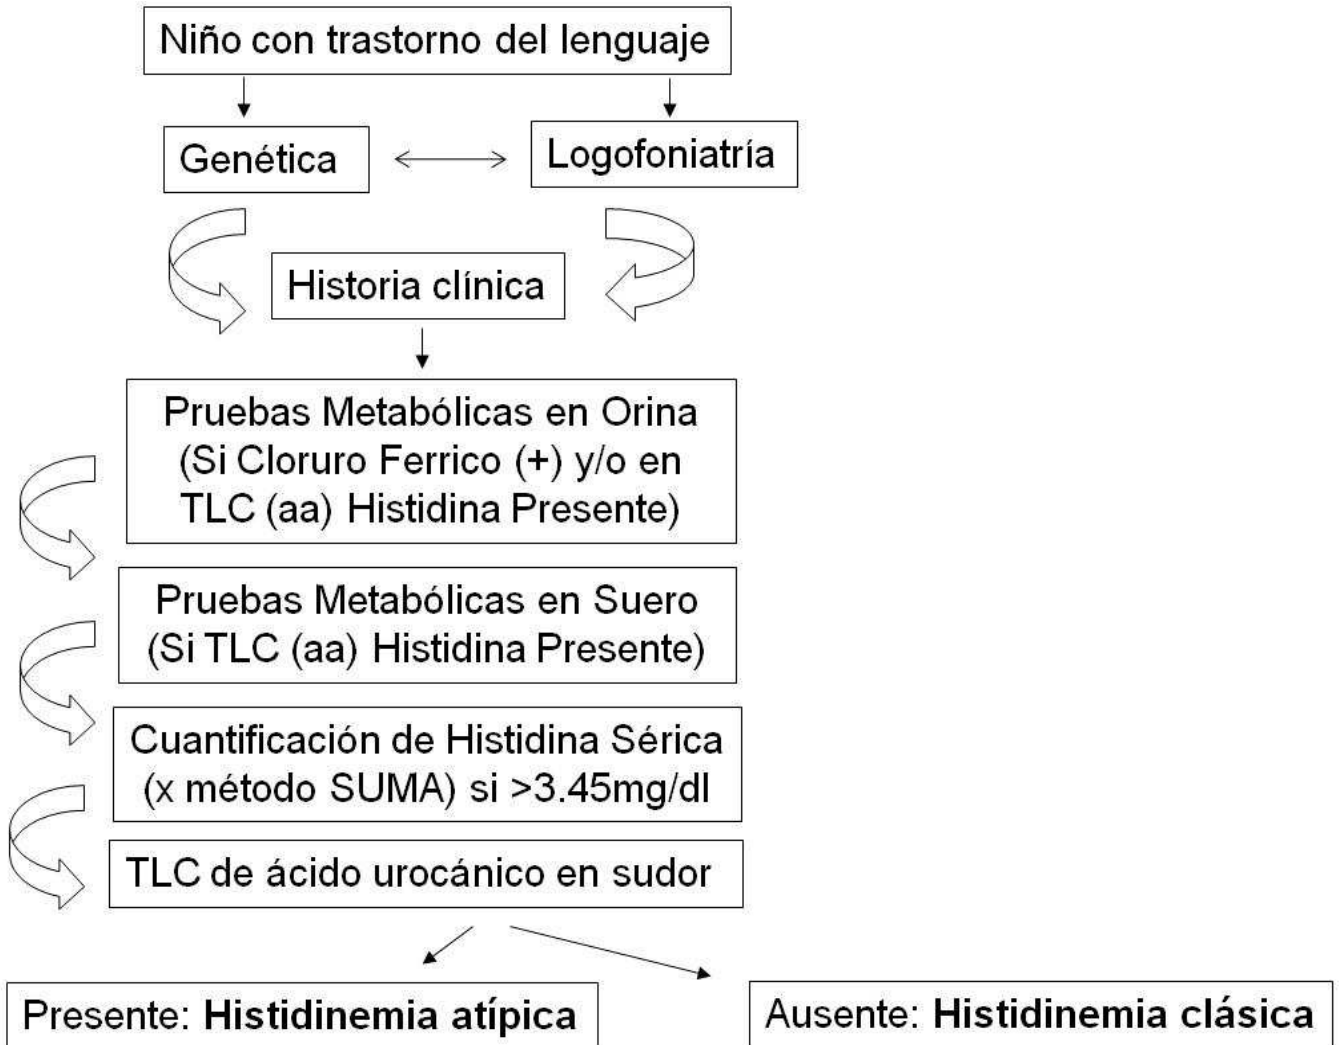 Niño con trastorno del lenguaje
Genética
Logofoniatría
Historia clínica
Pruebas Metabólicas en Orina
(Si Cloruro Ferrico (+) y/o en
TLC (aa) Histidina Presente)
Pruebas Metabólicas en Suero
(Si TLC (aa) Histidina Presente)
Cuantificación de Histidina Sérica
(x método SUMA) si >3.45mg/dl
TLC de ácido urocánico en sudor
Presente: Histidinemia atípica
Ausente: Histidinemia clásica